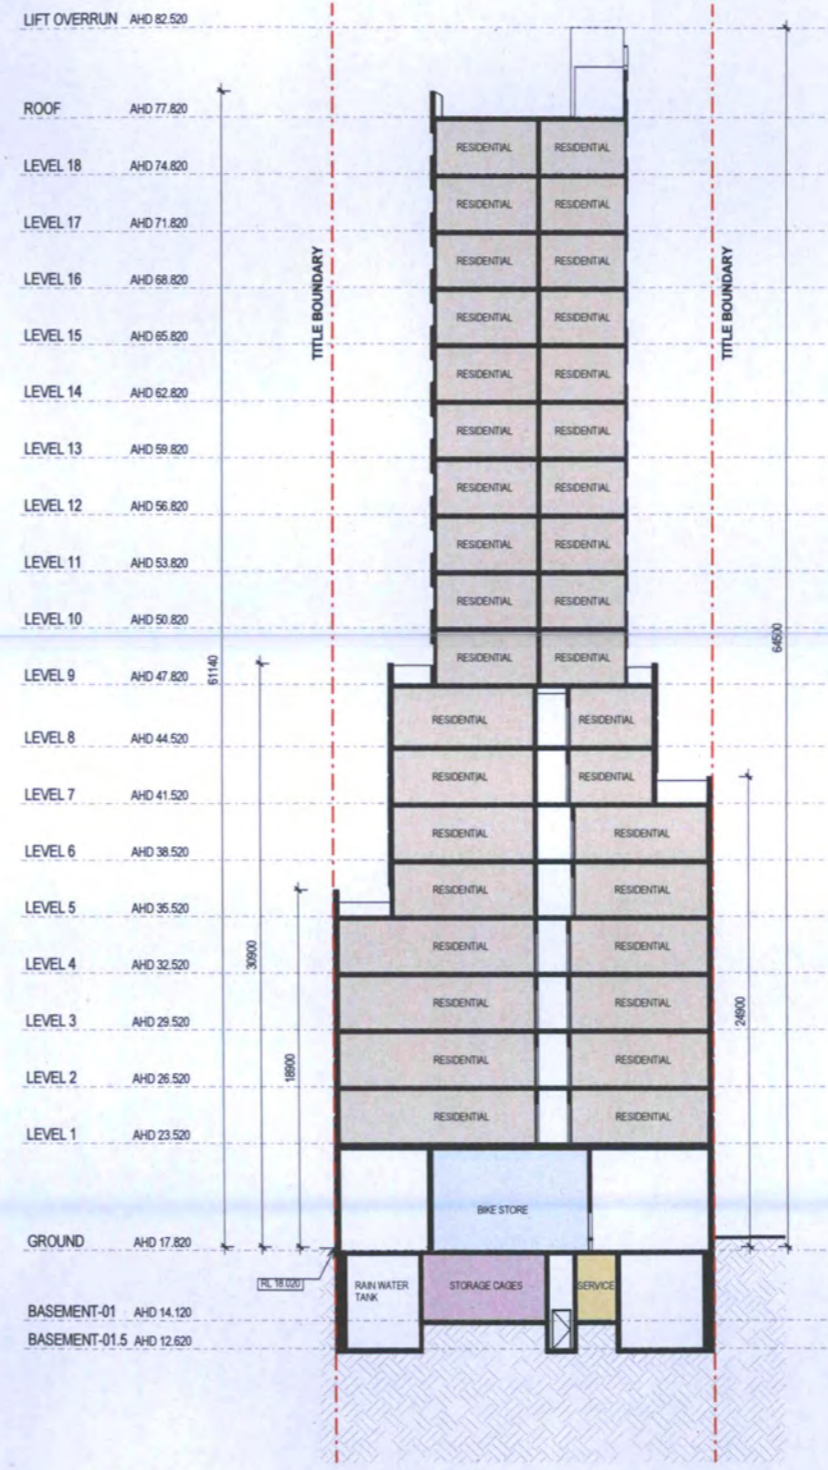 LIFT OVERRUN AHD 82.520
ROOF AHD 77.820
RESIDENTIAL RESIDENTIAL
LEVEL 18 AHD 74.820
RESIDENTIAL RESIDENTIAL
LEVEL 17 AHD 71.820
RESIDENTIAL RESIDENTIAL
LEVEL 16 AHD 68.820
TITLE BOUNDARY
TITLE BOUNDARY
RESIDENTIAL RESIDENTIAL
LEVEL 15 AHD 65.820
RESIDENTIAL RESIDENTIAL
LEVEL 14 AHD 62.820
RESIDENTIAL RESIDENTIAL
LEVEL 13 AHD 59.820
RESIDENTIAL RESIDENTIAL
LEVEL 12 AHD 56.820
RESIDENTIAL RESIDENTIAL
LEVEL 11 AHD 53.820
RESIDENTIAL RESIDENTIAL
LEVEL 10 AHD 50.820
61140
64500
RESIDENTIAL RESIDENTIAL
LEVEL 9 AHD 47.820
RESIDENTIAL RESIDENTIAL
LEVEL 8 AHD 44.520
RESIDENTIAL RESIDENTIAL
LEVEL 7 AHD 41.520
RESIDENTIAL RESIDENTIAL
LEVEL 6 AHD 38.520
RESIDENTIAL RESIDENTIAL
LEVEL 5 AHD 35.520
30900
RESIDENTIAL RESIDENTIAL
LEVEL 4 AHD 32.520
24900
RESIDENTIAL RESIDENTIAL
LEVEL 3 AHD 29.520
18900
RESIDENTIAL RESIDENTIAL
LEVEL 2 AHD 26.520
RESIDENTIAL RESIDENTIAL
LEVEL 1 AHD 23.520
BIKE STORE
GROUND AHD 17.820
RL 18.020
RAIN WATER
TANK
STORAGE CAGES
SERVICE
BASEMENT-01 AHD 14.120
BASEMENT-01.5 AHD 12.620